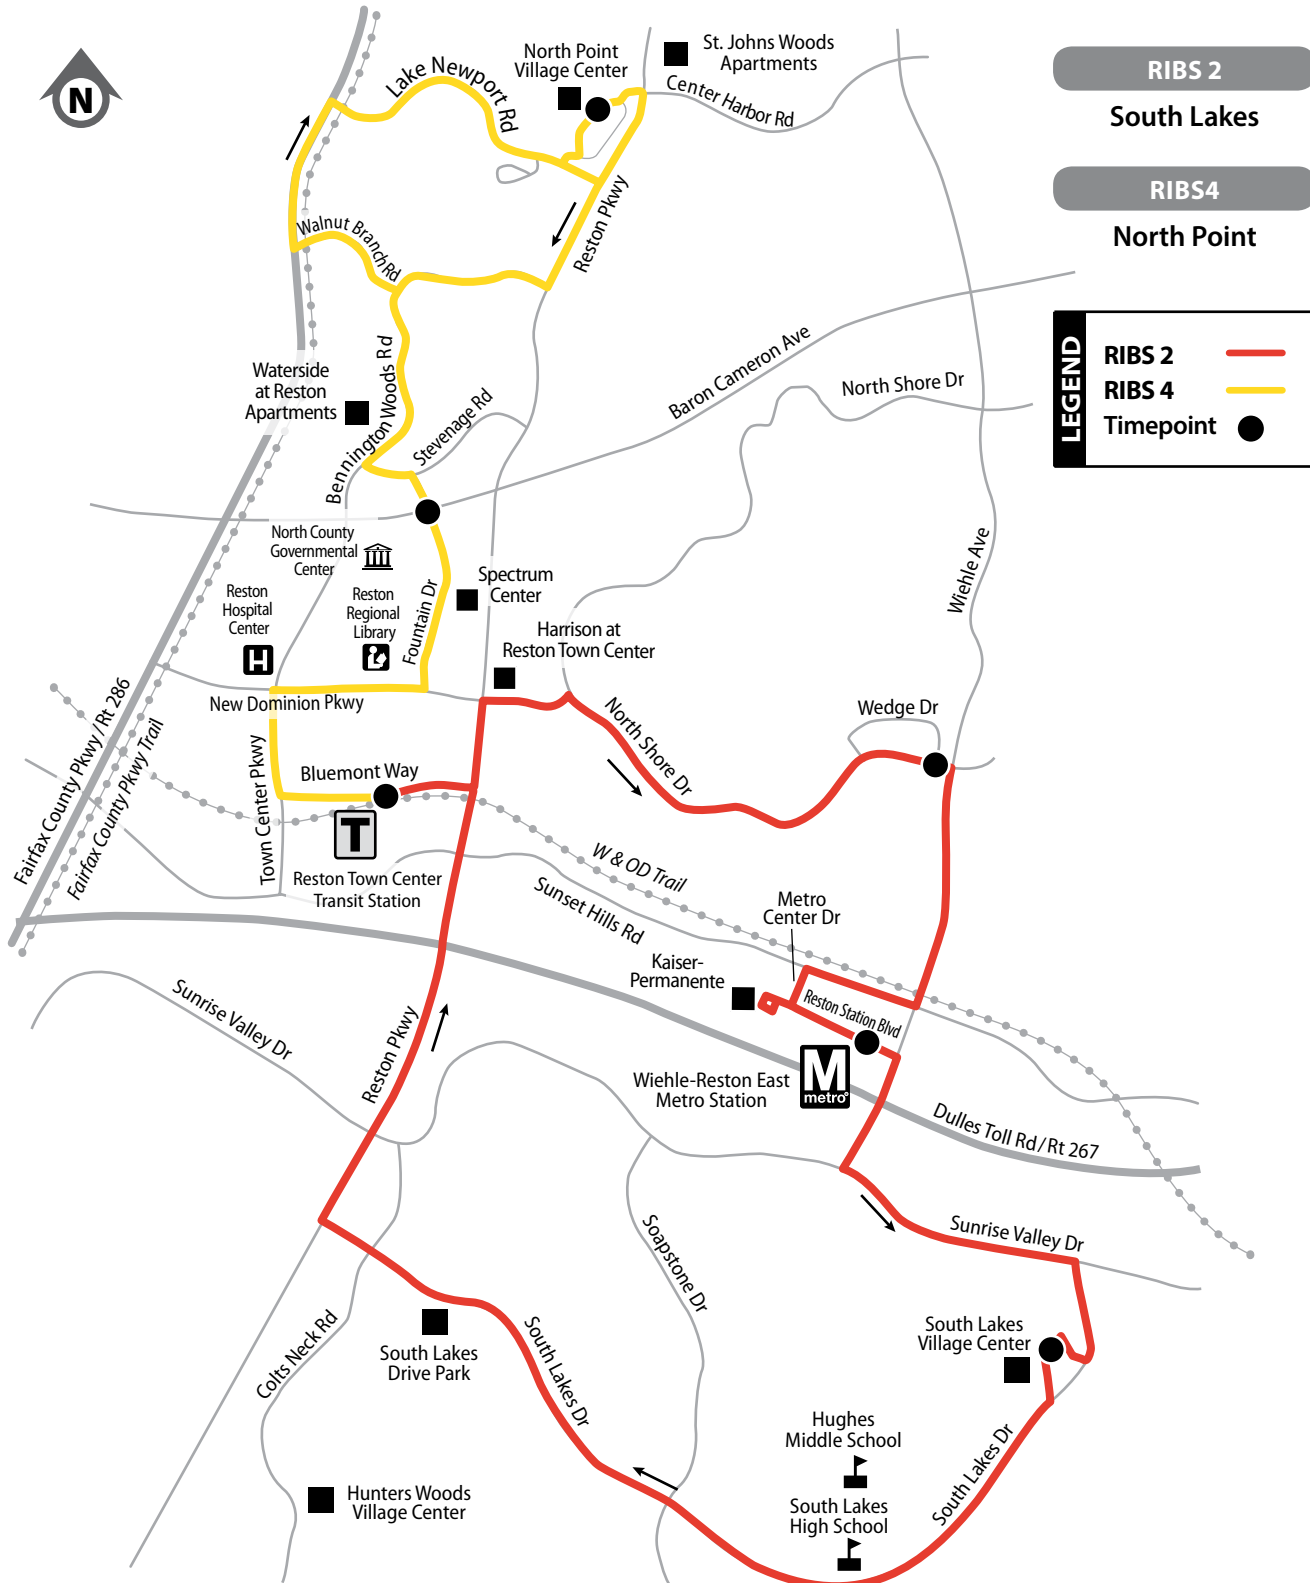 N
Lake Newport Rd
North Point
Village Center
St. Johns Woods
Apartments
Center Harbor Rd
RIBS 2
South Lakes
RIBS4
North Point
LEGEND
RIBS 2
RIBS 4
Timepoint
Walnut Branch Rd
Reston Pkwy
Waterside
at Reston
Apartments
Bennington Woods Rd
Stevenage Rd
Baron Cameron Ave
North Shore Dr
North County
Governmental
Center
Reston
Hospital
Center
H
Reston
Regional
Library
Fountain Dr
Spectrum
Center
Wiehle Ave
Harrison at
Reston Town Center
New Dominion Pkwy
North Shore Dr
Wedge Dr
Fairfax County Pkwy/Rt 286
Fairfax County Pkwy Trail
Town Center Pkwy
Bluemont Way
T
Reston Town Center
Transit Station
W & OD Trail
Sunset Hills Rd
Metro
Center Dr
Kaiser-
Permanente
Reston Station Blvd
Sunrise Valley Dr
Reston Pkwy
Wiehle-Reston East
Metro Station
M
metro
Dulles Toll Rd/Rt 267
Sunrise Valley Dr
Soapstone Dr
Colts Neck Rd
South Lakes
Drive Park
South Lakes Dr
South Lakes
Village Center
Hughes
Middle School
South Lakes Dr
Hunters Woods
Village Center
South Lakes
High School